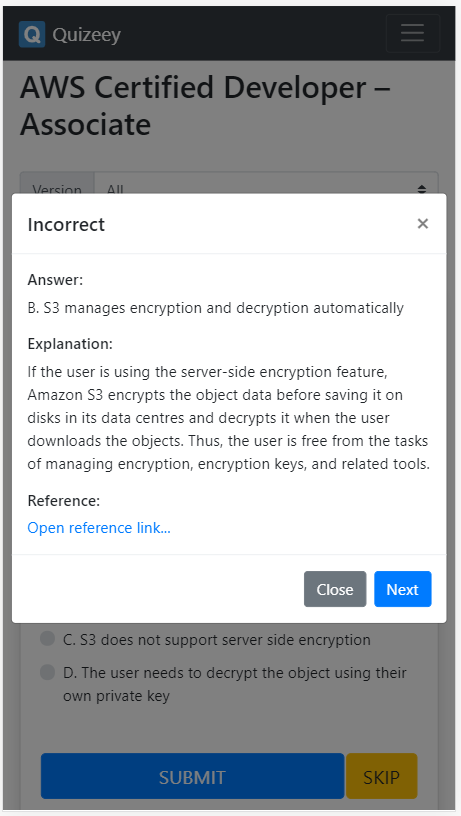 Quizeey
AWS Certified Developer –
Associate
Version
All
Incorrect
×
Answer:
B. S3 manages encryption and decryption automatically
Explanation:
If the user is using the server-side encryption feature,
Amazon S3 encrypts the object data before saving it on
disks in its data centres and decrypts it when the user
downloads the objects. Thus, the user is free from the tasks
of managing encryption, encryption keys, and related tools.
Reference:
Open reference link...
Close
Next
C. S3 does not support server side encryption
D. The user needs to decrypt the object using their
own private key
SUBMIT
SKIP